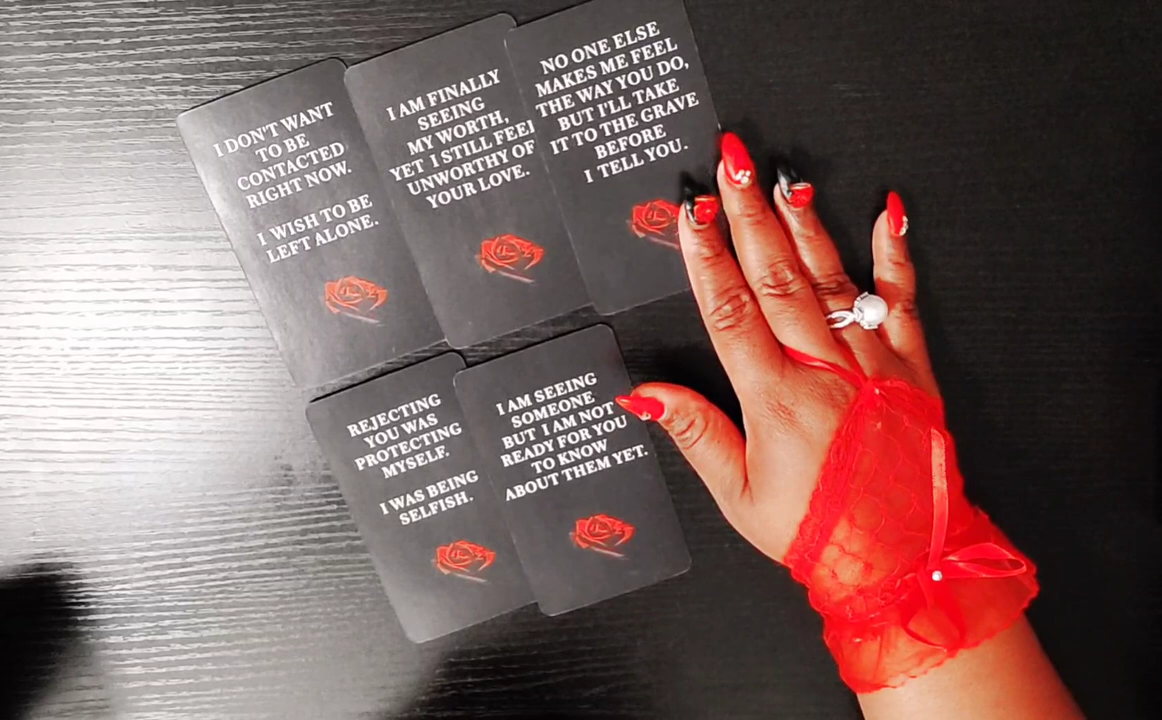 I DON'T WANT
TO BE
CONTACTED
RIGHT NOW.
I WISH TO BE
LEFT ALONE.
I AM FINALLY
SEEING
MY WORTH,
YET I STILL FEEL
UNWORTHY OF
YOUR LOVE.
NO ONE ELSE
MAKES ME FEEL
THE WAY YOU DO,
BUT I'LL TAKE
IT TO THE GRAVE
BEFORE
I TELL YOU.
REJECTING
YOU WAS
PROTECTING
MYSELF.
I WAS BEING
SELFISH.
I AM SEEING
SOMEONE
BUT I AM NOT
READY FOR YOU
TO KNOW
ABOUT THEM YET.